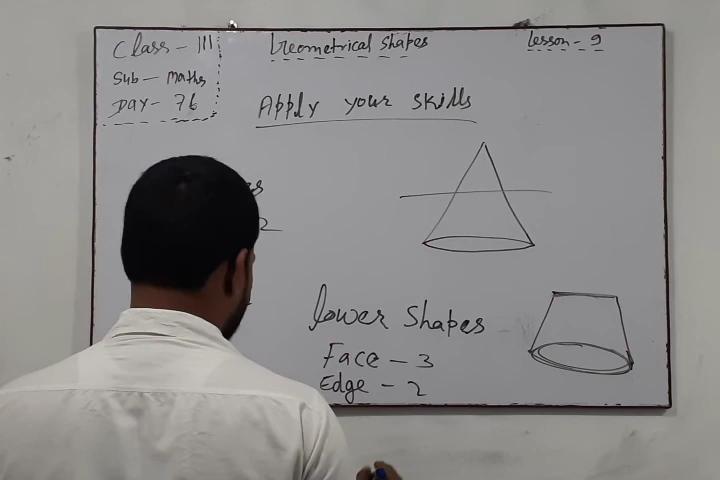 Class - III
Sub - Maths
Day - 76
Geometrical Shapes
Lesson - 9
Apply your skills
2
lower Shapes
Face - 3
Edge - 2